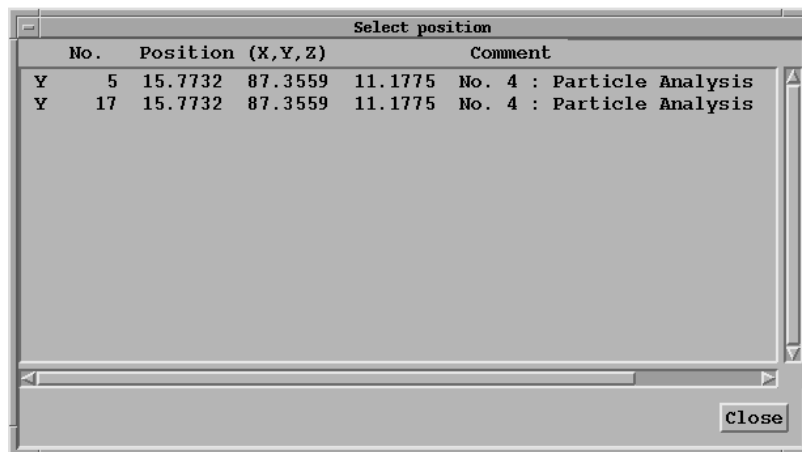 Select position
No. Position (X,Y,Z) Comment
Y 5 15.7732 87.3559 11.1775 No. 4 : Particle Analysis
Y 17 15.7732 87.3559 11.1775 No. 4 : Particle Analysis
Close